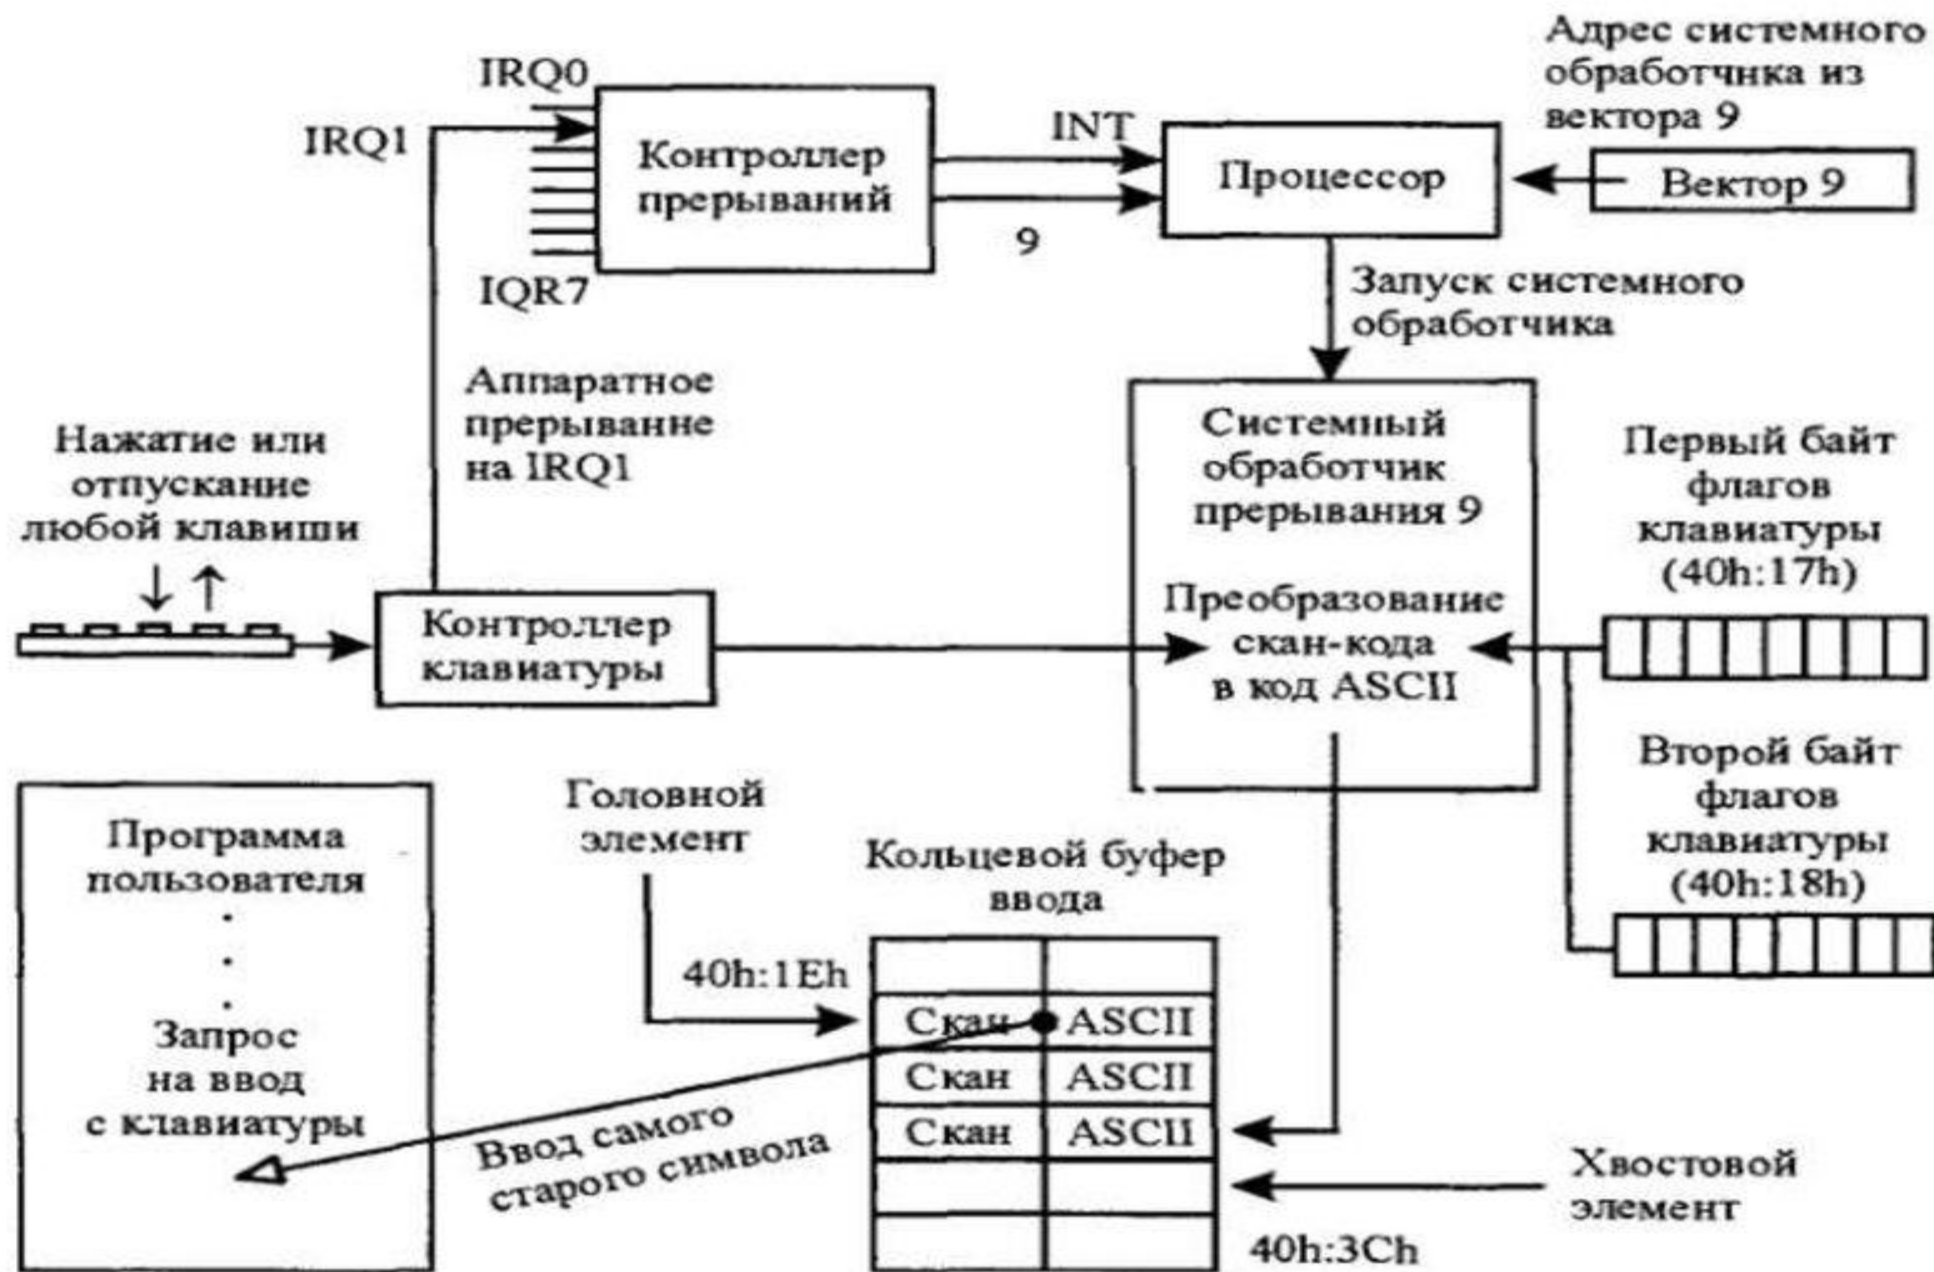 IRQ0
IRQ1
IQR7
Контроллер
прерываний
INT
9
Процессор
Адрес системного
обработчика из
вектора 9
Вектор 9
Запуск системного
обработчика
Аппаратное
прерывание
на IRQ1
Нажатие или
отпускание
любой клавиши
Контроллер
клавиатуры
Системный
обработчик
прерывания 9
Преобразование
скан-кода
в код ASCII
Первый байт
флагов
клавиатуры
(40h:17h)
Второй байт
флагов
клавиатуры
(40h:18h)
Программа
пользователя
.
.
.
Запрос
на ввод
с клавиатуры
Головной
элемент
40h:1Eh
Кольцевой буфер
ввода
Скан ASCII
Скан ASCII
Скан ASCII
Ввод самого
старого символа
Хвостовой
элемент
40h:3Ch